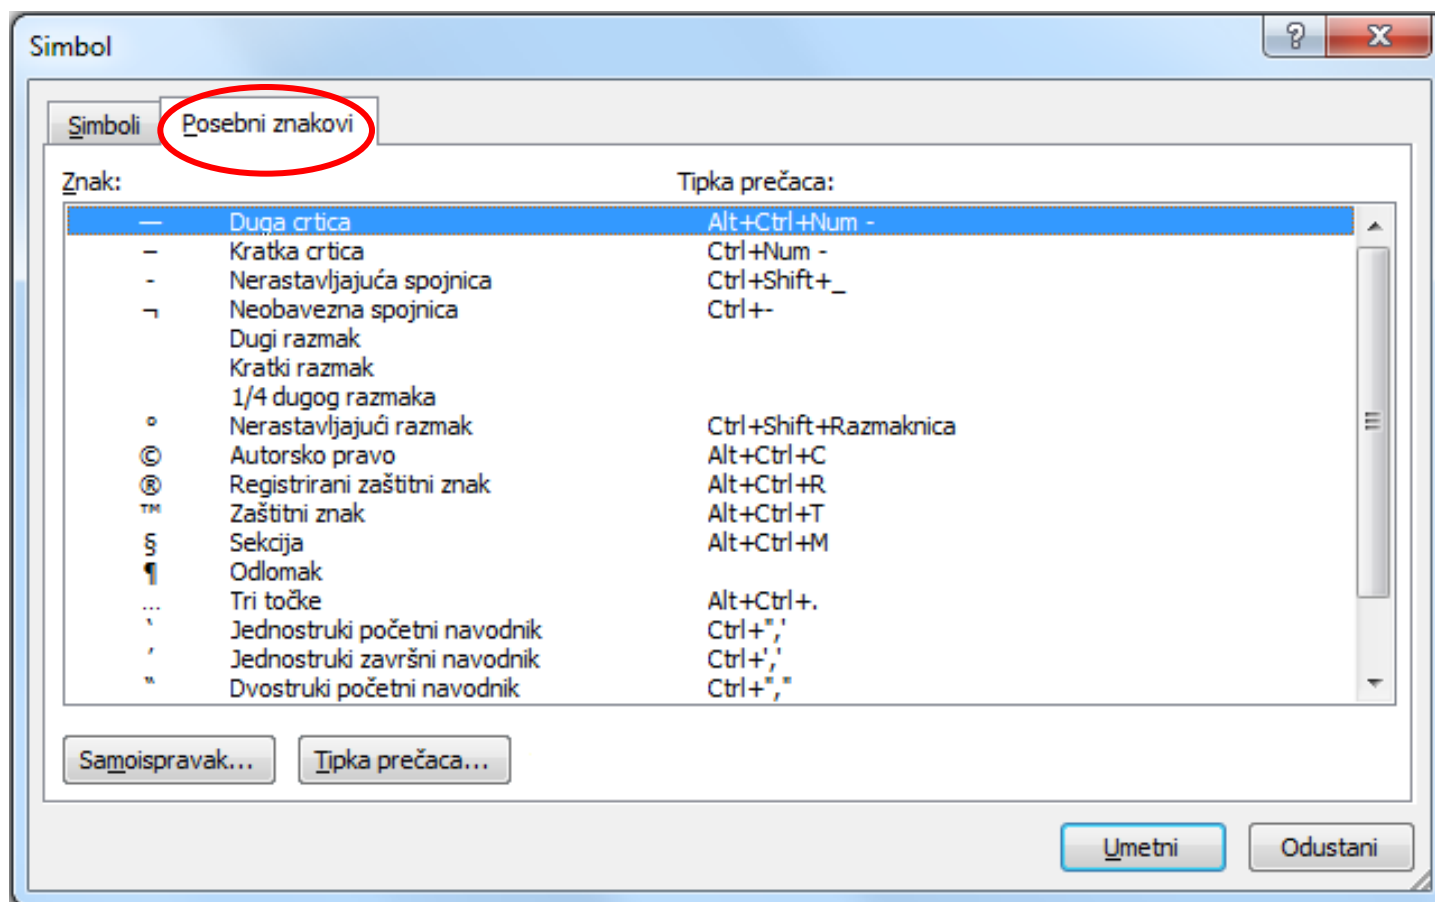 Simbol
Simboli Posebni znakovi
Znak: Tipka prečaca:
— Duga crtica Alt+Ctrl+Num -
– Kratka crtica Ctrl+Num -
- Nerastavljajuća spojnica Ctrl+Shift+_
¬ Neobavezna spojnica Ctrl+-
Dugi razmak
Kratki razmak
1/4 dugog razmaka
° Nerastavljajući razmak Ctrl+Shift+Razmaknica
© Autorsko pravo Alt+Ctrl+C
® Registrirani zaštitni znak Alt+Ctrl+R
™ Zaštitni znak Alt+Ctrl+T
§ Sekcija Alt+Ctrl+M
¶ Odlomak
… Tri točke Alt+Ctrl+.
‛ Jednostruki početni navodnik Ctrl+",'
′ Jednostruki završni navodnik Ctrl+','
‟ Dvostruki početni navodnik Ctrl+","
Samoispravak... Tipka prečaca...
Umetni Odustani